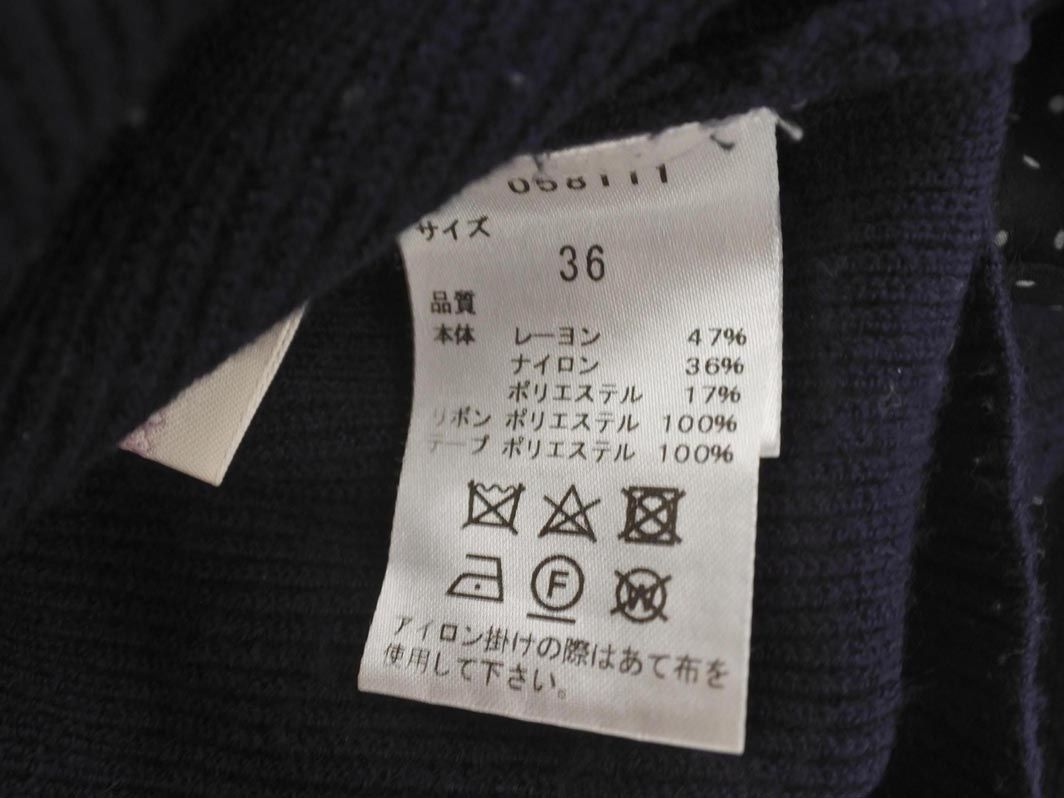 058111
サイズ
36
品質
本体 レーヨン 47%
ナイロン 36%
ポリエステル 17%
リボン ポリエステル 100%
テープ ポリエステル 100%
F
W
アイロン掛けの際はあて布を
使用して下さい。